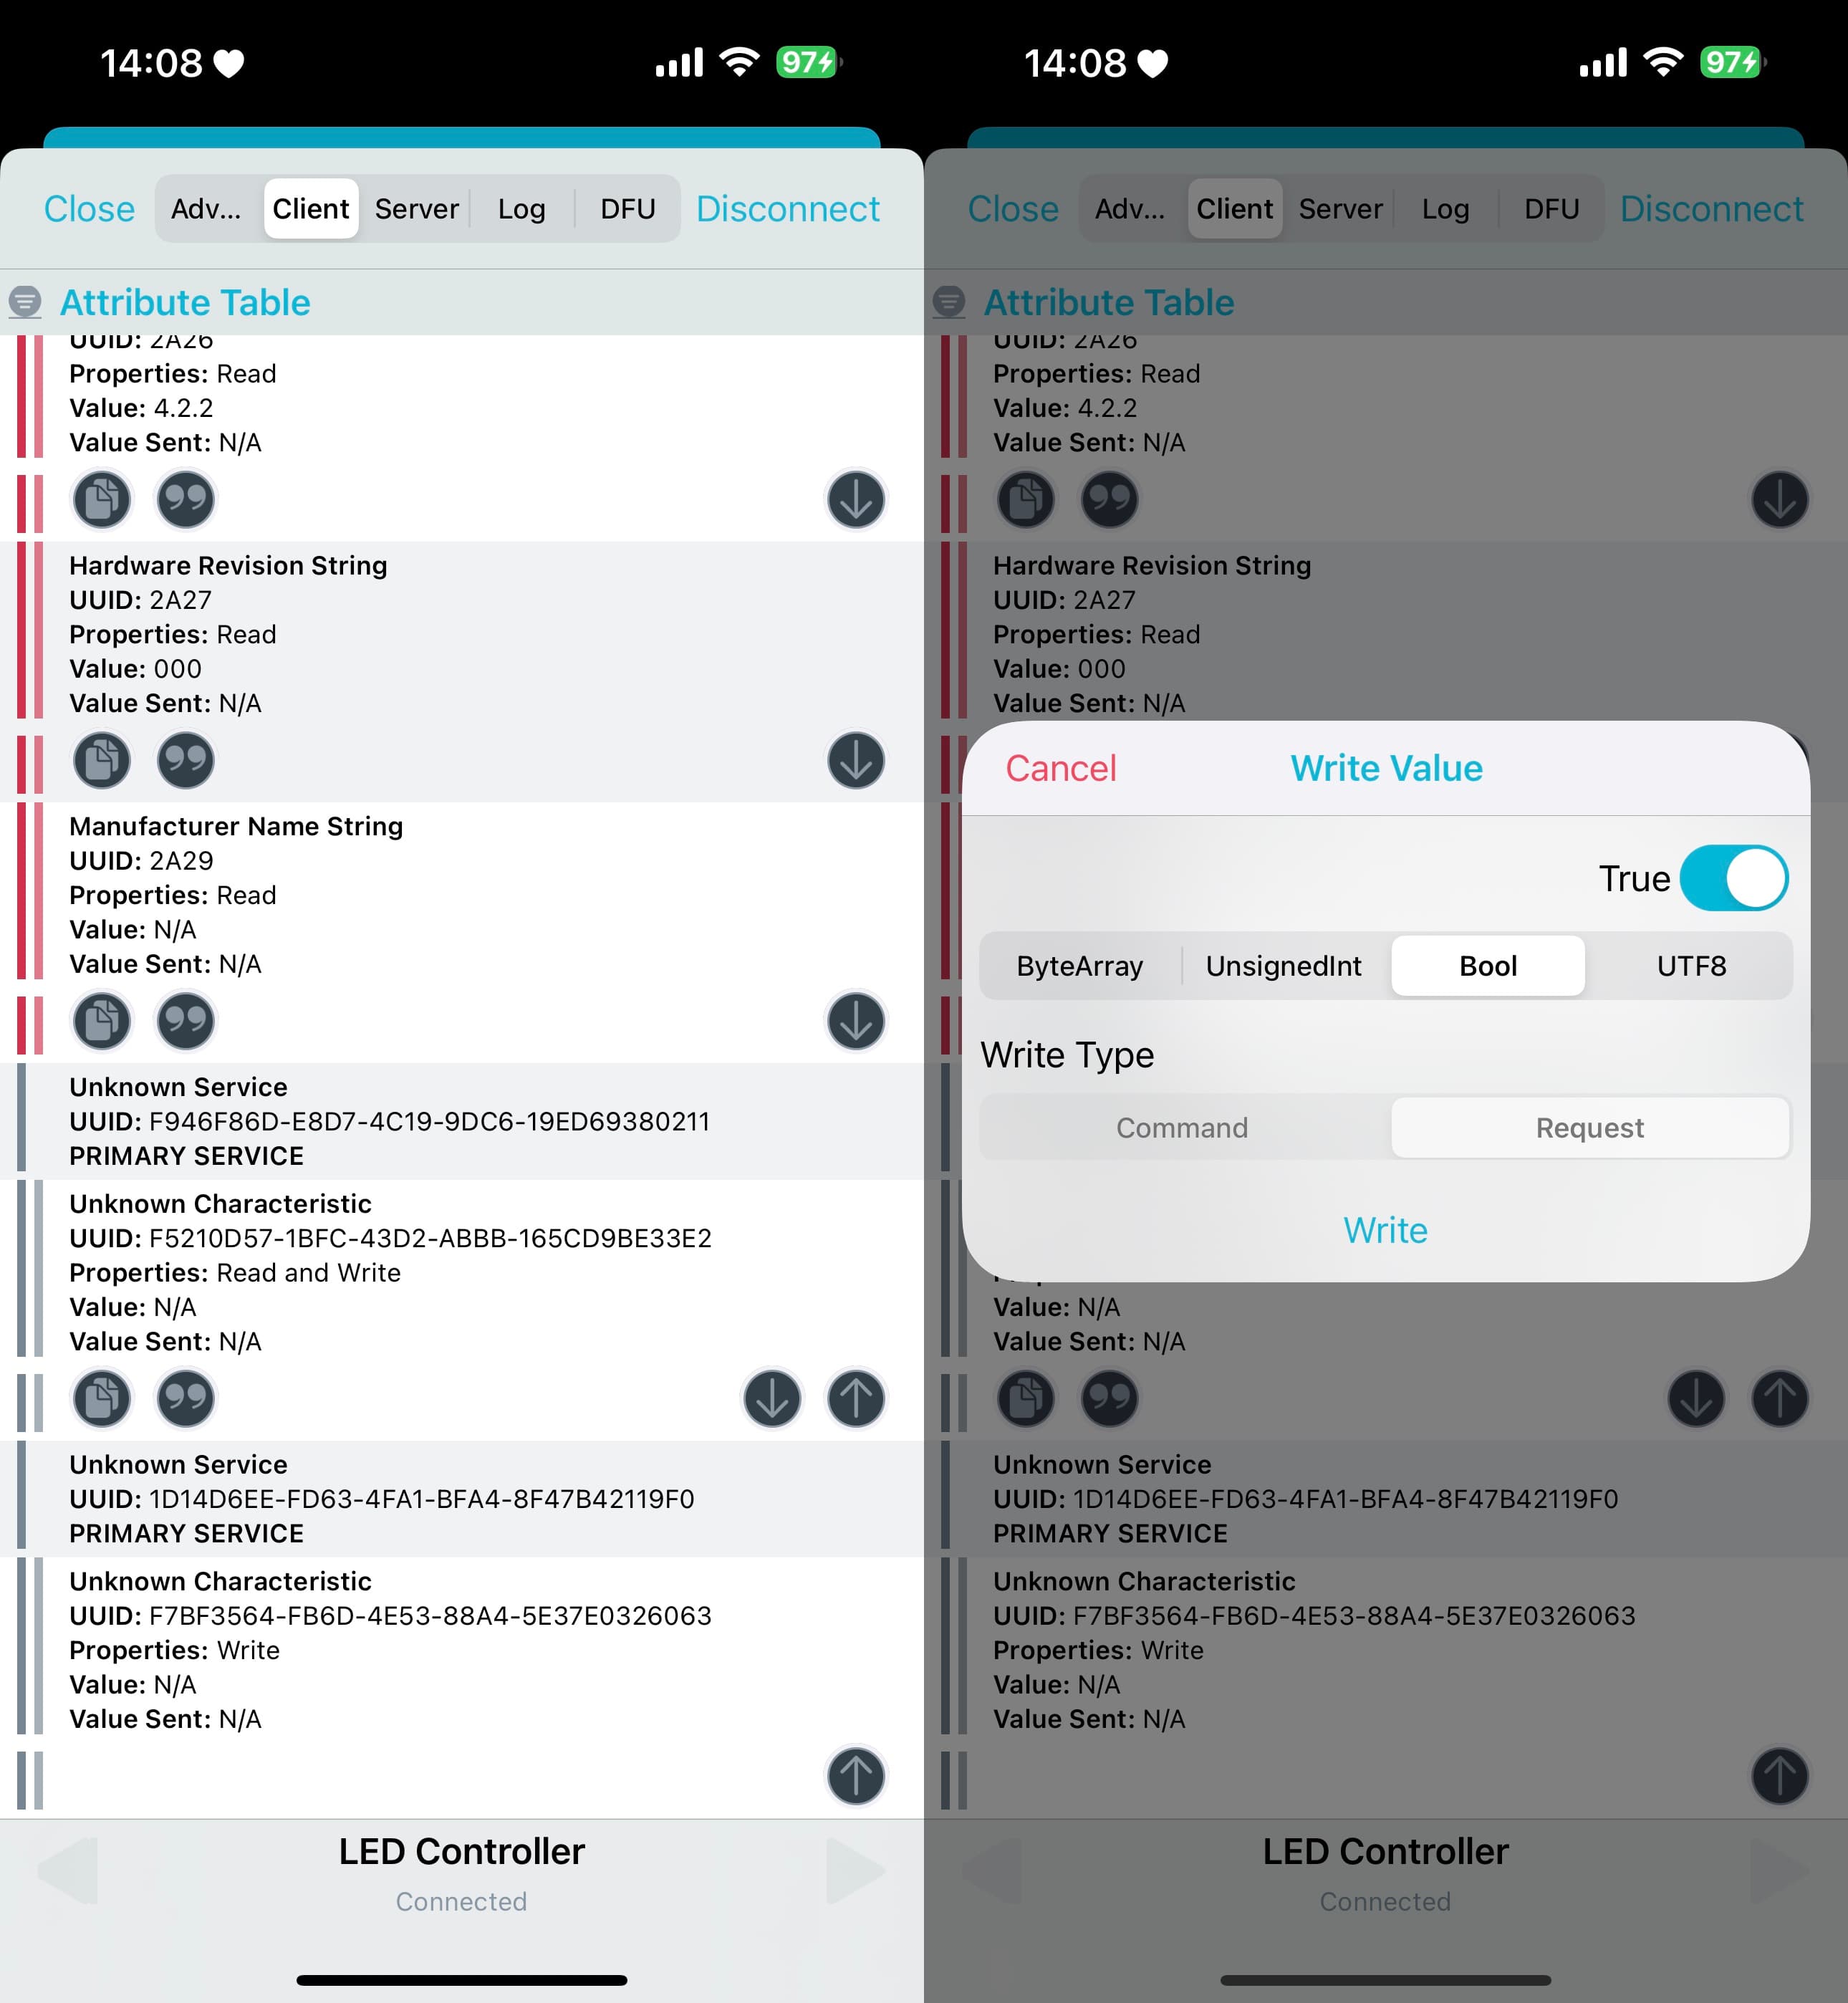 14:08
97
Close
Adv...
Client
Server
Log
DFU
Disconnect
Attribute Table
UUID: 2A26
Properties: Read
Value: 4.2.2
Value Sent: N/A
Hardware Revision String
UUID: 2A27
Properties: Read
Value: 000
Value Sent: N/A
Manufacturer Name String
UUID: 2A29
Properties: Read
Value: N/A
Value Sent: N/A
Unknown Service
UUID: F946F86D-E8D7-4C19-9DC6-19ED69380211
PRIMARY SERVICE
Unknown Characteristic
UUID: F5210D57-1BFC-43D2-ABBB-165CD9BE33E2
Properties: Read and Write
Value: N/A
Value Sent: N/A
Unknown Service
UUID: 1D14D6EE-FD63-4FA1-BFA4-8F47B42119F0
PRIMARY SERVICE
Unknown Characteristic
UUID: F7BF3564-FB6D-4E53-88A4-5E37E0326063
Properties: Write
Value: N/A
Value Sent: N/A
LED Controller
Connected
14:08
97
Close
Adv...
Client
Server
Log
DFU
Disconnect
Attribute Table
UUID: 2A26
Properties: Read
Value: 4.2.2
Value Sent: N/A
Hardware Revision String
UUID: 2A27
Properties: Read
Value: 000
Value Sent: N/A
Cancel
Write Value
True
ByteArray
UnsignedInt
Bool
UTF8
Write Type
Command
Request
Write
Value: N/A
Value Sent: N/A
Unknown Service
UUID: 1D14D6EE-FD63-4FA1-BFA4-8F47B42119F0
PRIMARY SERVICE
Unknown Characteristic
UUID: F7BF3564-FB6D-4E53-88A4-5E37E0326063
Properties: Write
Value: N/A
Value Sent: N/A
LED Controller
Connected